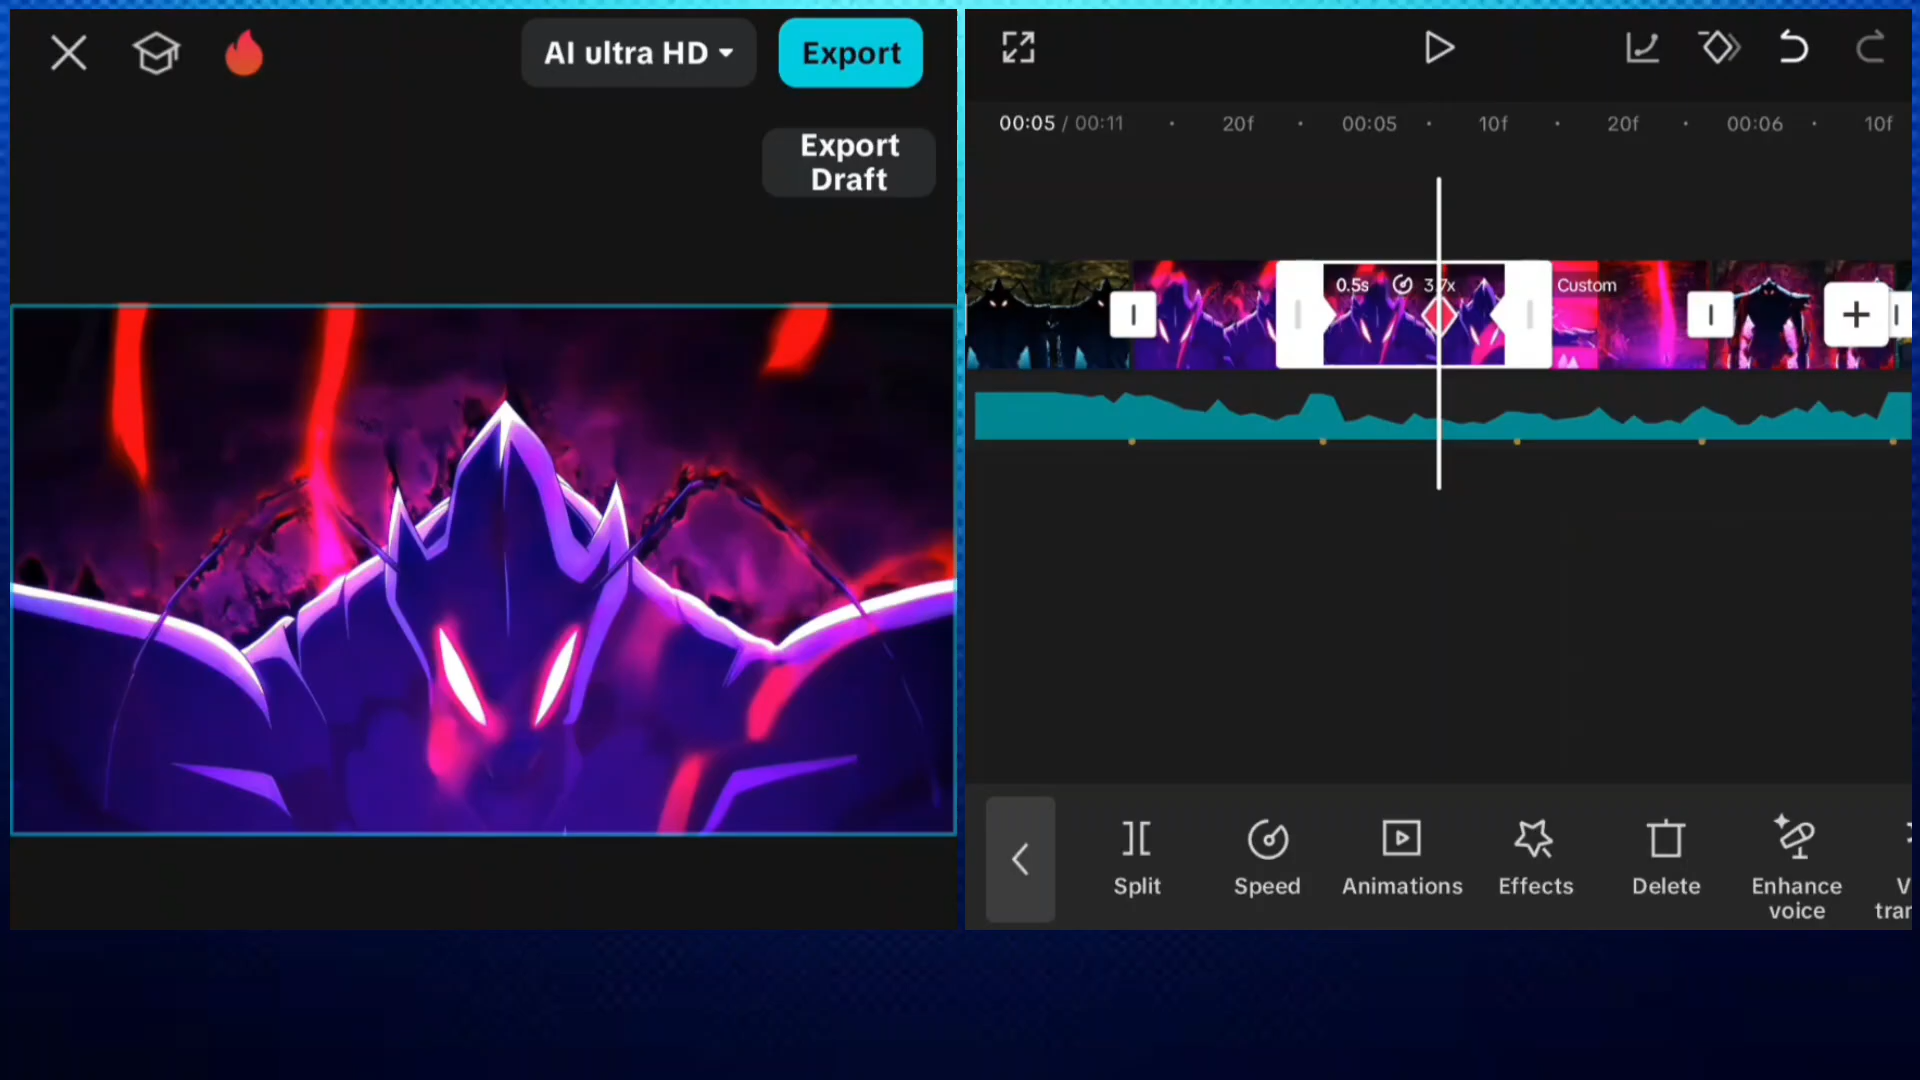 AI ultra HD
Export
Export
Draft
00:05 / 00:11
20f
00:05
10f
20f
00:06
10f
0.5s
Custom
Split
Speed
Animations
Effects
Delete
Enhance
voice